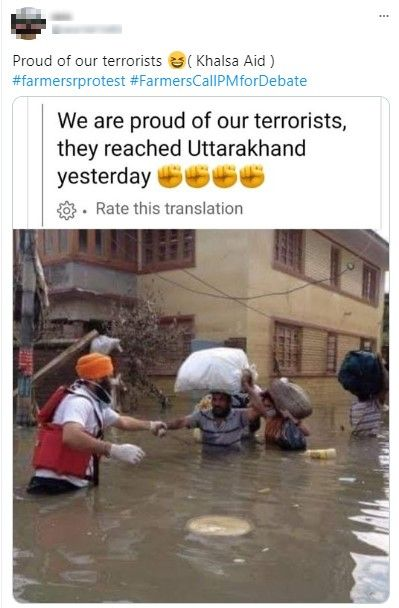 Proud of our terrorists 😆( Khalsa Aid )
#farmersrprotest #FarmersCallPMforDebate
We are proud of our terrorists,
they reached Uttarakhand
yesterday ✊✊✊✊
Rate this translation